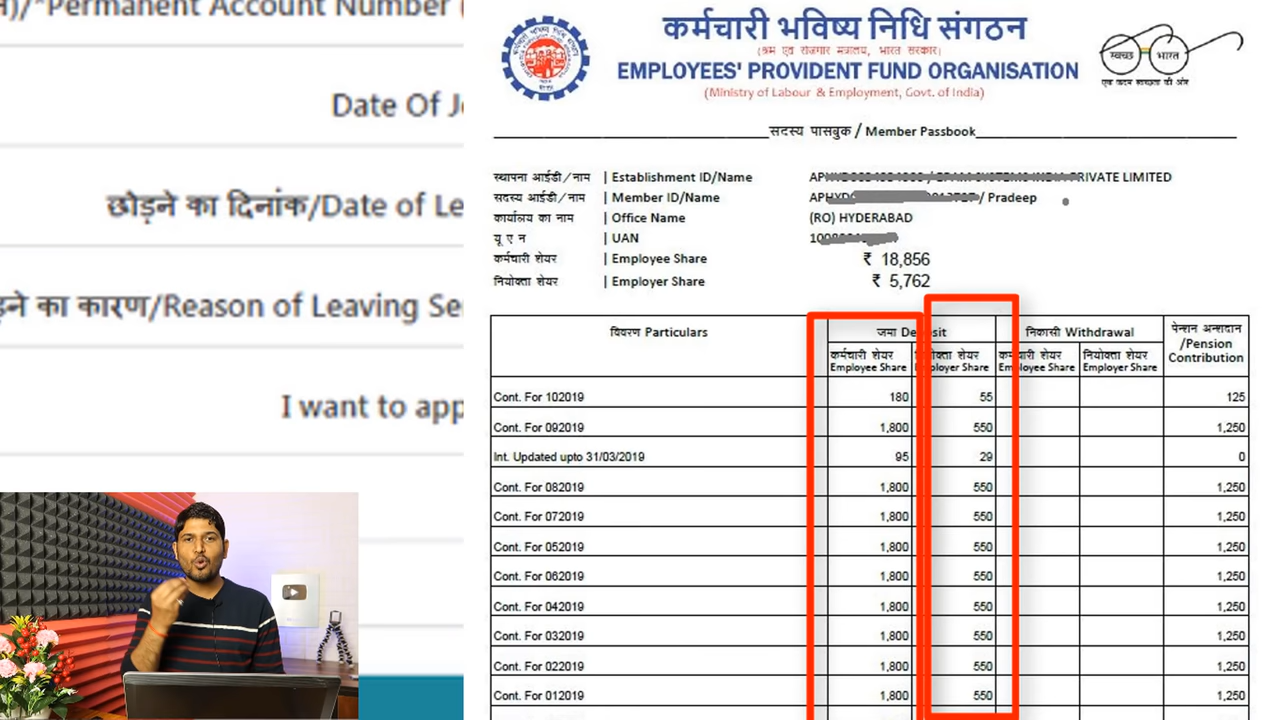 *Permanent Account Number (
Date Of J
छोड़ने का दिनांक/Date of Le
ड़ने का कारण/Reason of Leaving Se
I want to app
कर्मचारी भविष्य निधि संगठन
(श्रम एवं रोजगार मंत्रालय, भारत सरकार)
EMPLOYEES' PROVIDENT FUND ORGANISATION
(Ministry of Labour & Employment, Govt. of India)
स्वच्छ भारत
एक कदम स्वच्छता की ओर
सदस्य पासबुक / Member Passbook
स्थापना आईडी/नाम | Establishment ID/Name PRIVATE LIMITED
सदस्य आईडी/नाम | Member ID/Name / Pradeep
कार्यालय का नाम | Office Name (RO) HYDERABAD
यू ए न | UAN
कर्मचारी शेयर | Employee Share ₹ 18,856
नियोक्ता शेयर | Employer Share ₹ 5,762
विवरण Particulars जमा Deposit निकासी Withdrawal पेन्शन अन्शदान
/Pension
Contribution
कर्मचारी शेयर नियोक्ता शेयर कर्मचारी शेयर नियोक्ता शेयर
Employee Share Employer Share Employee Share Employer Share
Cont. For 102019 180 55 125
Cont. For 092019 1,800 550 1,250
Int. Updated upto 31/03/2019 95 29 0
Cont. For 082019 1,800 550 1,250
Cont. For 072019 1,800 550 1,250
Cont. For 052019 1,800 550 1,250
Cont. For 062019 1,800 550 1,250
Cont. For 042019 1,800 550 1,250
Cont. For 032019 1,800 550 1,250
Cont. For 022019 1,800 550 1,250
Cont. For 012019 1,800 550 1,250